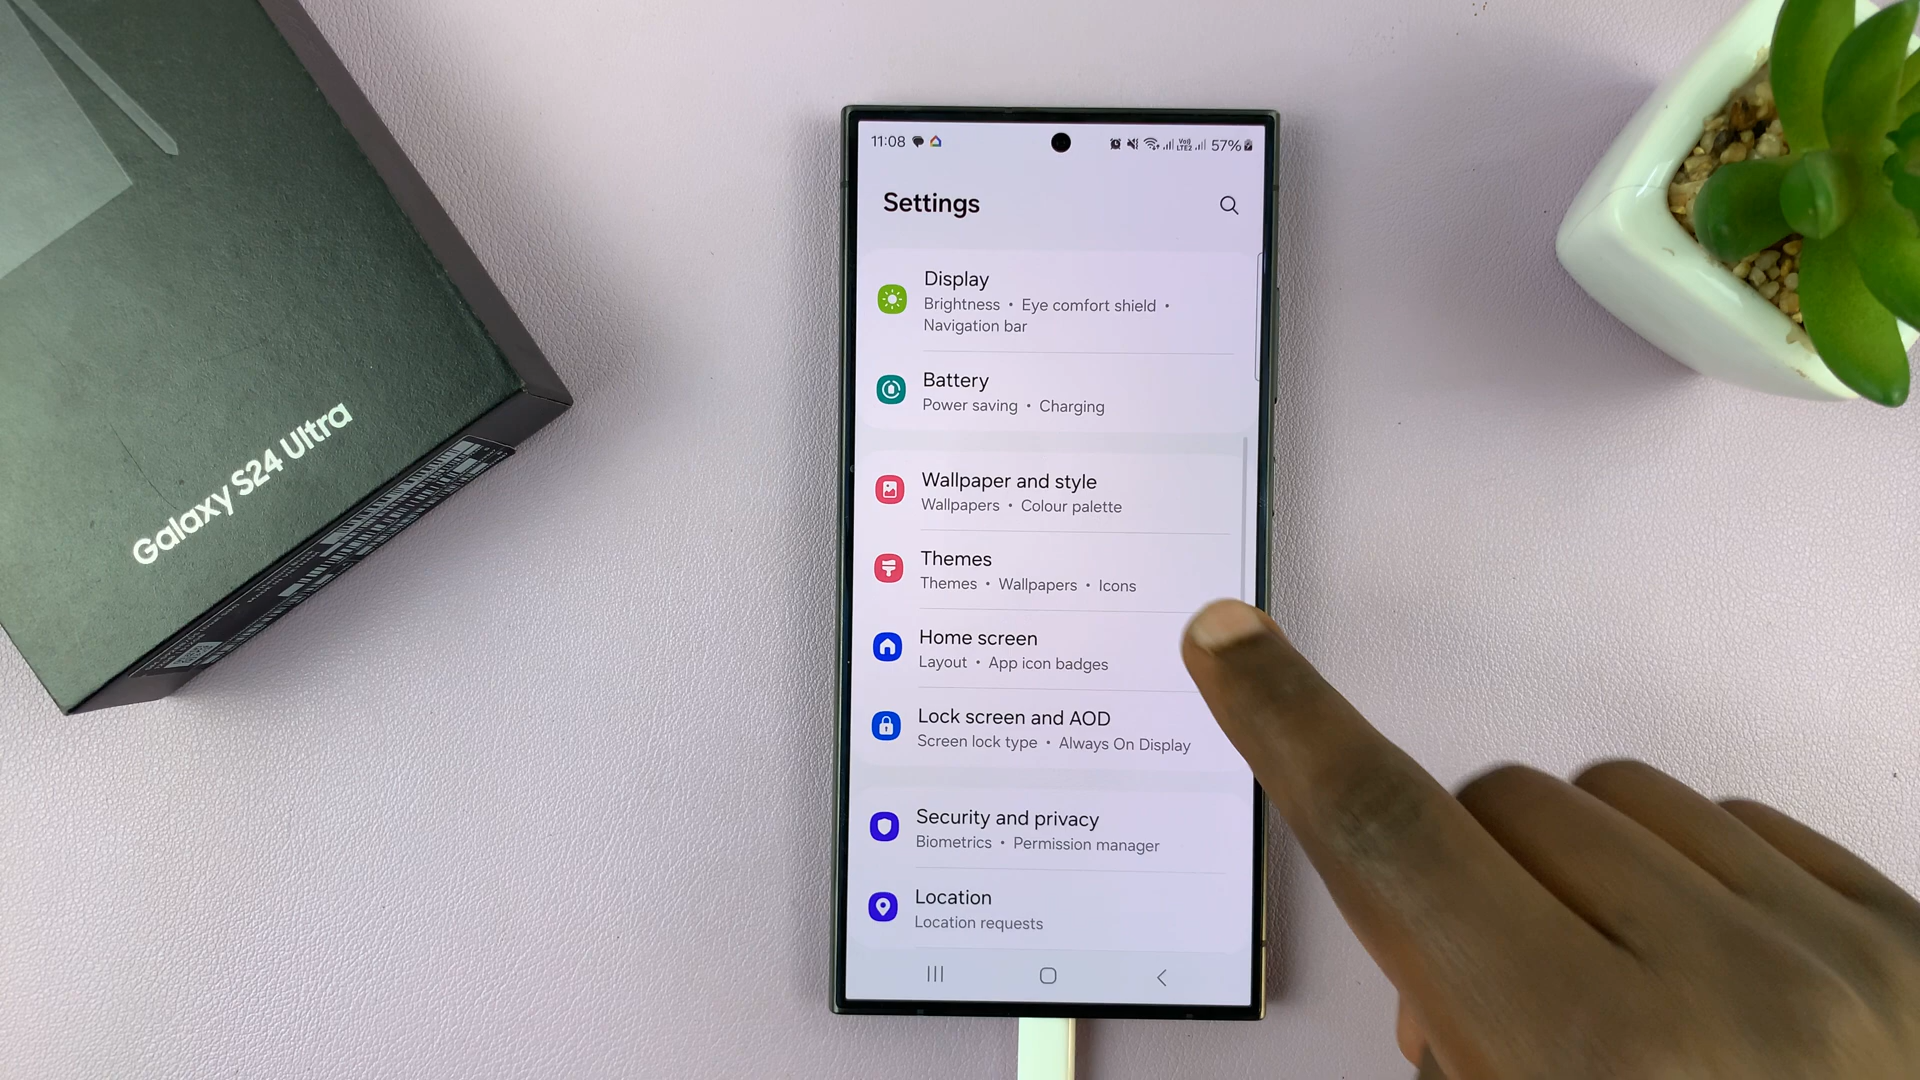 Galaxy S24 Ultra
11:08
VoLTE2 57%
Settings
Display
Brightness • Eye comfort shield •
Navigation bar
Battery
Power saving • Charging
Wallpaper and style
Wallpapers • Colour palette
Themes
Themes • Wallpapers • Icons
Home screen
Layout • App icon badges
Lock screen and AOD
Screen lock type • Always On Display
Security and privacy
Biometrics • Permission manager
Location
Location requests